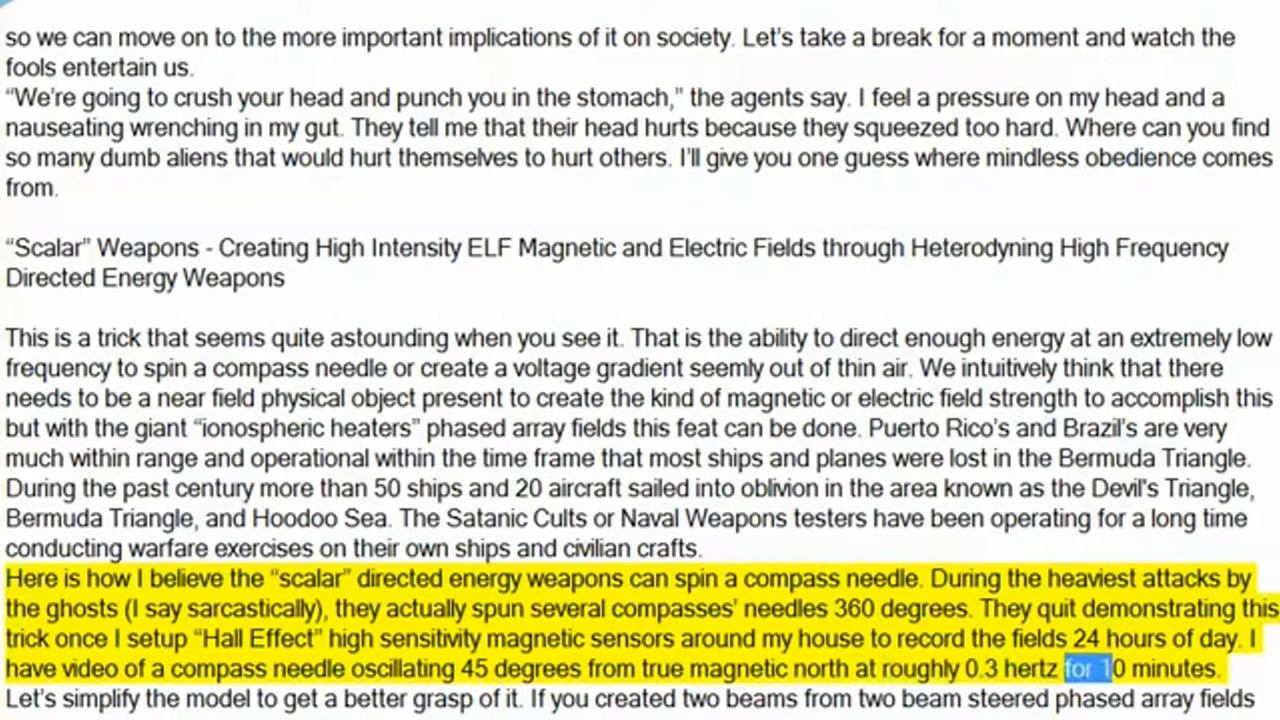 so we can move on to the more important implications of it on society. Let's take a break for a moment and watch the
fools entertain us.
“We're going to crush your head and punch you in the stomach,” the agents say. I feel a pressure on my head and a
nauseating wrenching in my gut. They tell me that their head hurts because they squeezed too hard. Where can you find
so many dumb aliens that would hurt themselves to hurt others. I'll give you one guess where mindless obedience comes
from.
“Scalar” Weapons - Creating High Intensity ELF Magnetic and Electric Fields through Heterodyning High Frequency
Directed Energy Weapons
This is a trick that seems quite astounding when you see it. That is the ability to direct enough energy at an extremely low
frequency to spin a compass needle or create a voltage gradient seemly out of thin air. We intuitively think that there
needs to be a near field physical object present to create the kind of magnetic or electric field strength to accomplish this
but with the giant “ionospheric heaters” phased array fields this feat can be done. Puerto Rico's and Brazil's are very
much within range and operational within the time frame that most ships and planes were lost in the Bermuda Triangle.
During the past century more than 50 ships and 20 aircraft sailed into oblivion in the area known as the Devil's Triangle,
Bermuda Triangle, and Hoodoo Sea. The Satanic Cults or Naval Weapons testers have been operating for a long time
conducting warfare exercises on their own ships and civilian crafts.
Here is how I believe the “scalar” directed energy weapons can spin a compass needle. During the heaviest attacks by
the ghosts (I say sarcastically), they actually spun several compasses' needles 360 degrees. They quit demonstrating this
trick once I setup “Hall Effect” high sensitivity magnetic sensors around my house to record the fields 24 hours of day. I
have video of a compass needle oscillating 45 degrees from true magnetic north at roughly 0.3 hertz for 10 minutes.
Let's simplify the model to get a better grasp of it. If you created two beams from two beam steered phased array fields